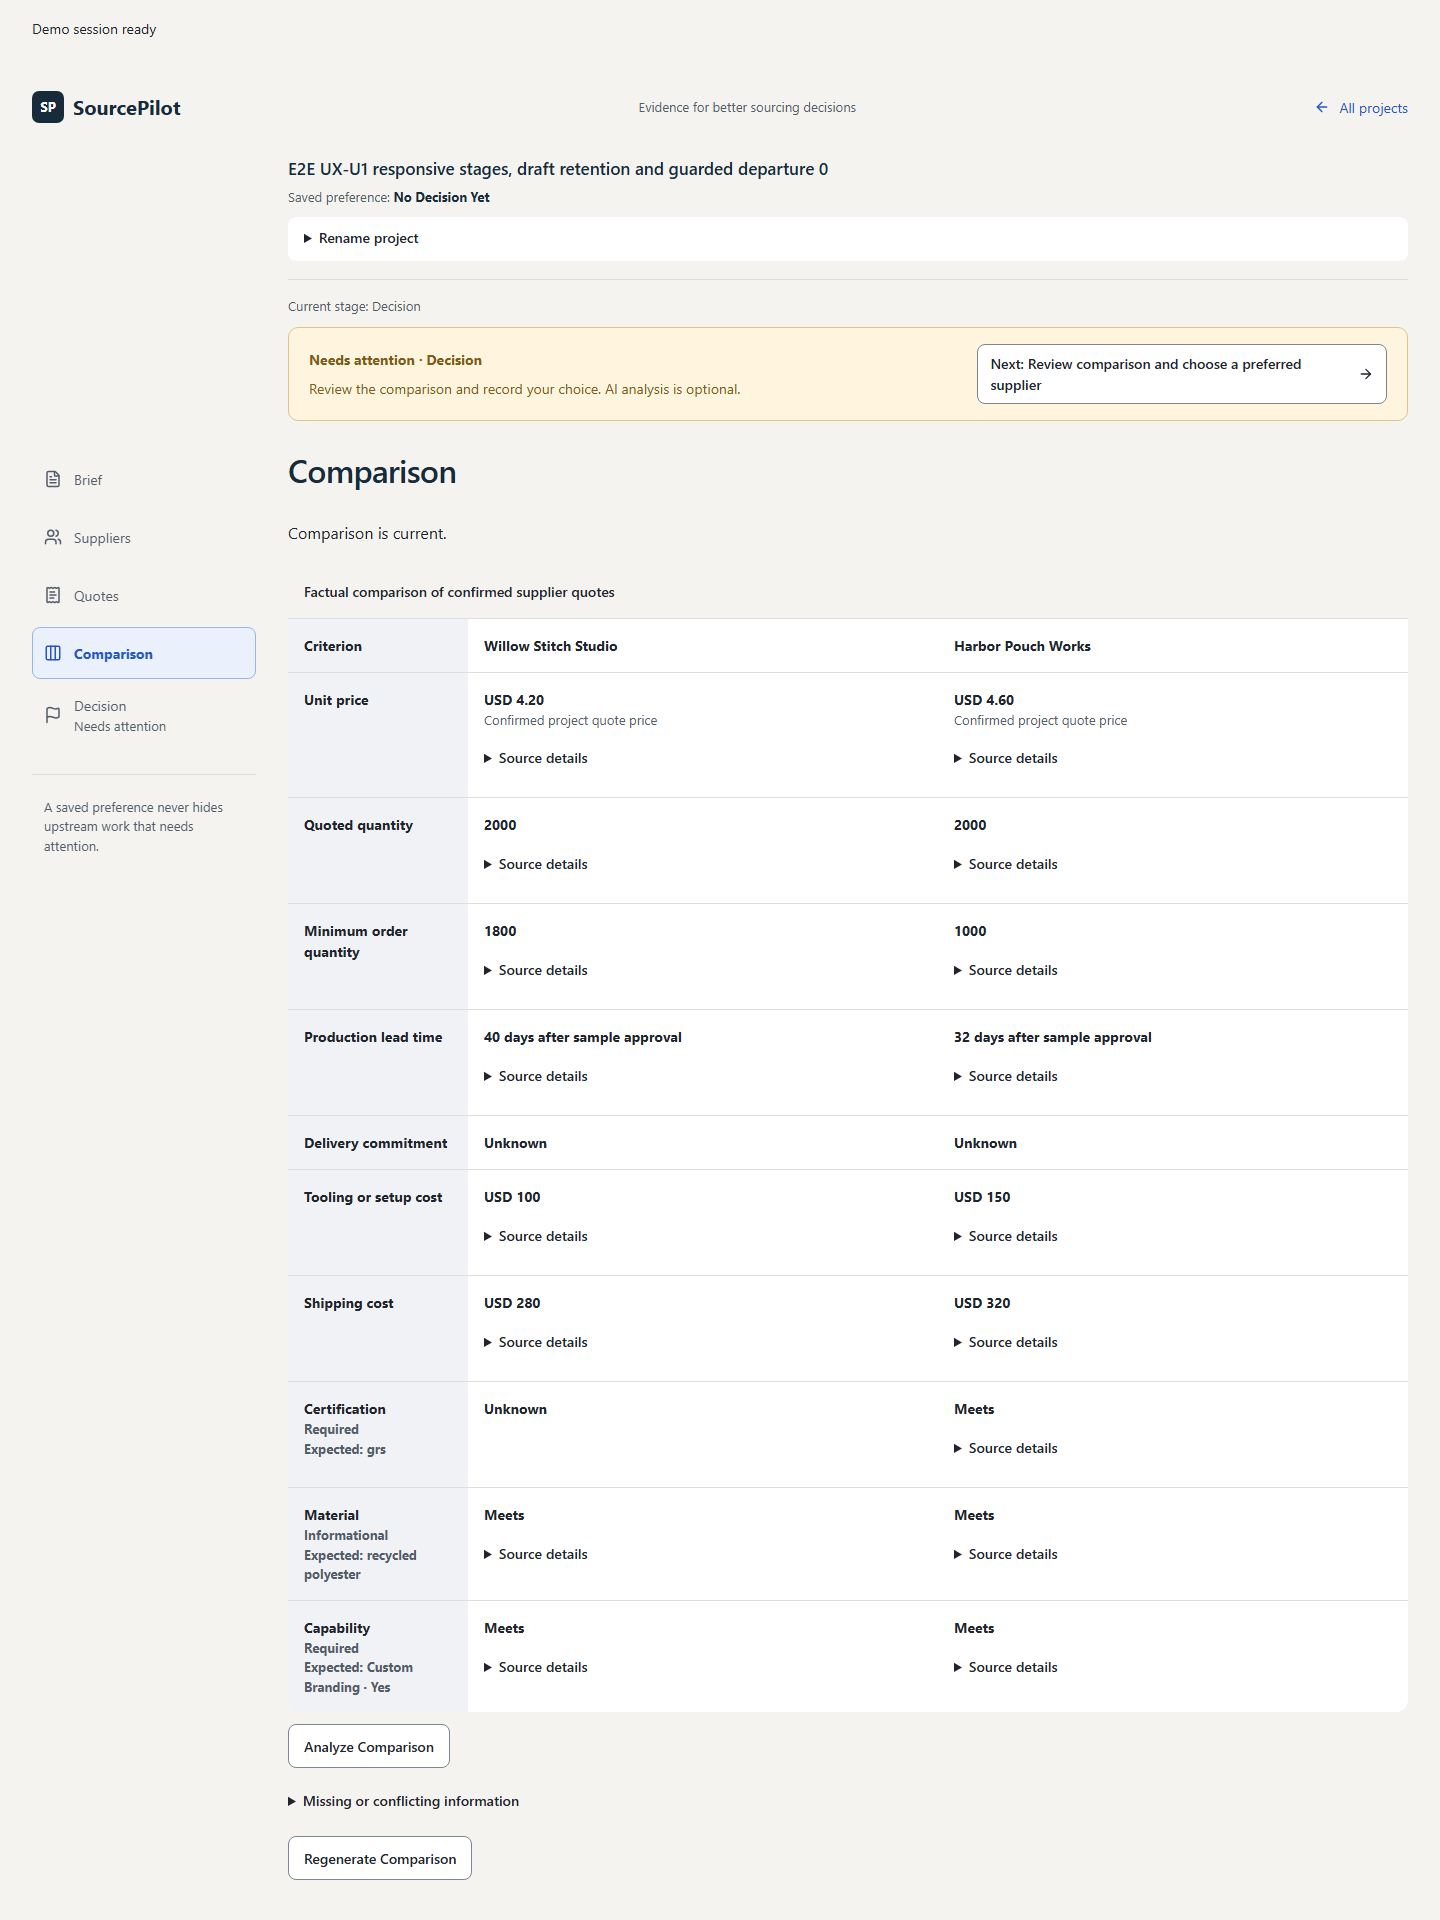 Demo session ready
SP SourcePilot
Evidence for better sourcing decisions
All projects
E2E UX-U1 responsive stages, draft retention and guarded departure 0
Saved preference: No Decision Yet
Rename project
Current stage: Decision
Needs attention · Decision
Review the comparison and record your choice. AI analysis is optional.
Next: Review comparison and choose a preferred
supplier
Brief
Suppliers
Quotes
Comparison
Decision
Needs attention
A saved preference never hides
upstream work that needs
attention.
Comparison
Comparison is current.
Factual comparison of confirmed supplier quotes
Criterion Willow Stitch Studio Harbor Pouch Works
Unit price USD 4.20 USD 4.60
Confirmed project quote price Confirmed project quote price
Source details Source details
Quoted quantity 2000 2000
Source details Source details
Minimum order 1800 1000
quantity
Source details Source details
Production lead time 40 days after sample approval 32 days after sample approval
Source details Source details
Delivery commitment Unknown Unknown
Tooling or setup cost USD 100 USD 150
Source details Source details
Shipping cost USD 280 USD 320
Source details Source details
Certification Unknown Meets
Required
Expected: grs Source details
Material Meets Meets
Informational
Expected: recycled Source details Source details
polyester
Capability Meets Meets
Required
Expected: Custom Source details Source details
Branding · Yes
Analyze Comparison
Missing or conflicting information
Regenerate Comparison